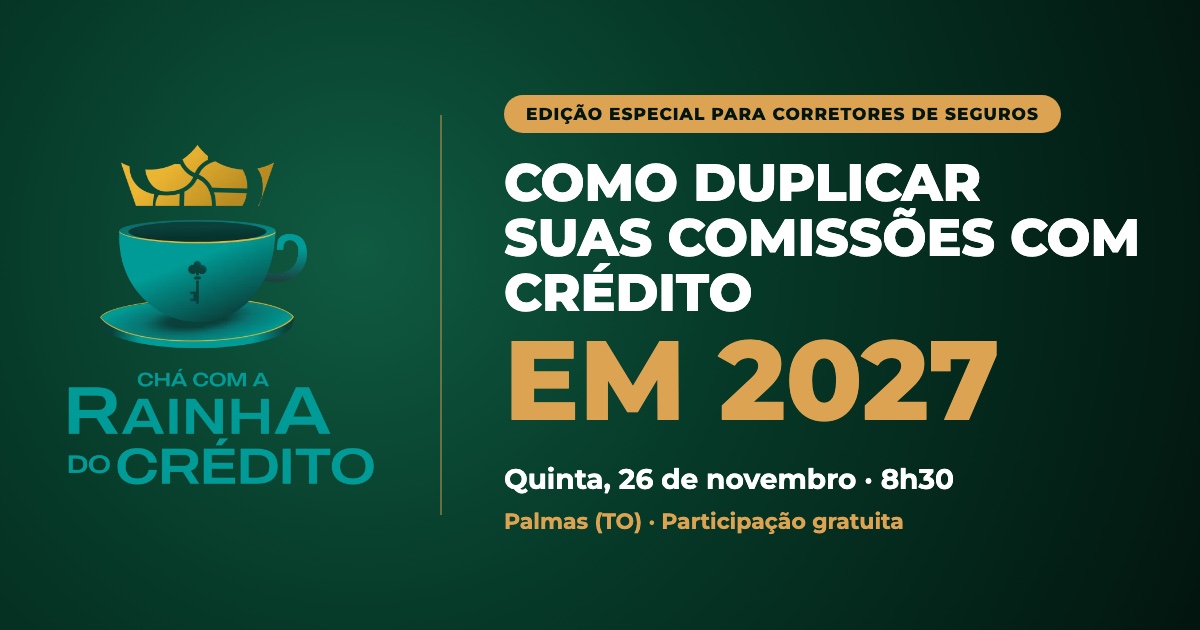 CHÁ COM A
RAINHA
DO CRÉDITO
EDIÇÃO ESPECIAL PARA CORRETORES DE SEGUROS
COMO DUPLICAR
SUAS COMISSÕES COM
CRÉDITO
EM 2027
Quinta, 26 de novembro · 8h30
Palmas (TO) · Participação gratuita